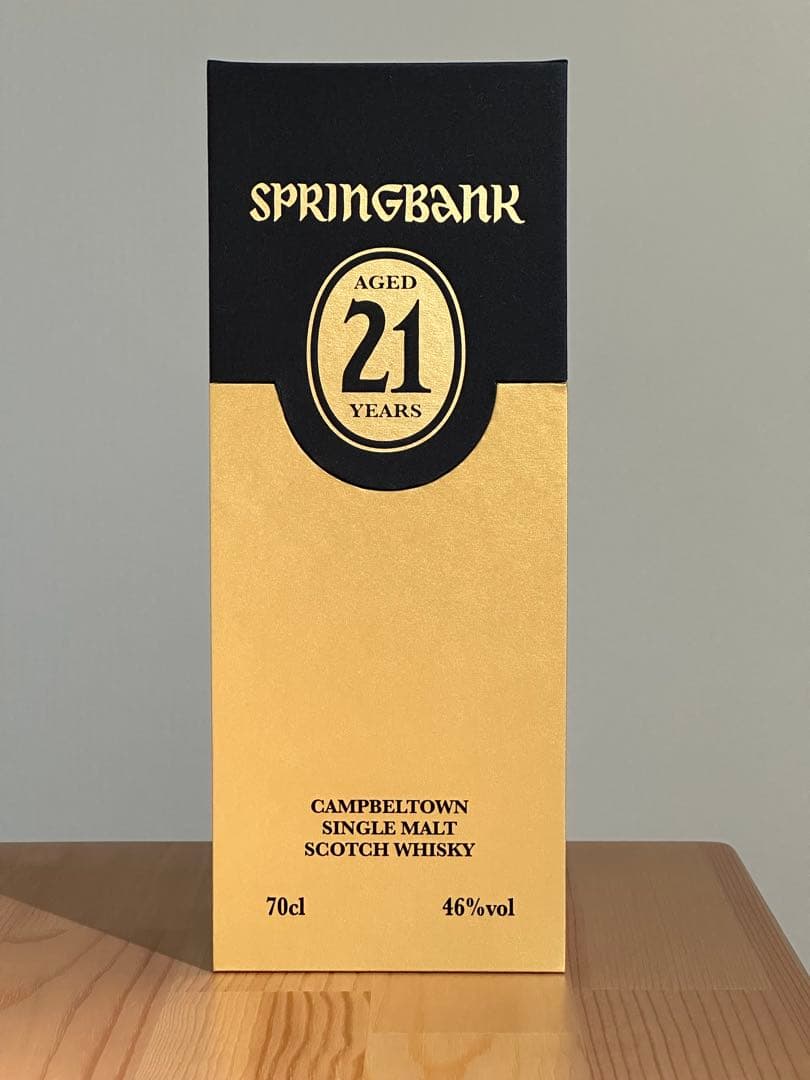 SPRINGBANK
AGED
21
YEARS
CAMPBELTOWN
SINGLE MALT
SCOTCH WHISKY
70cl 46%vol